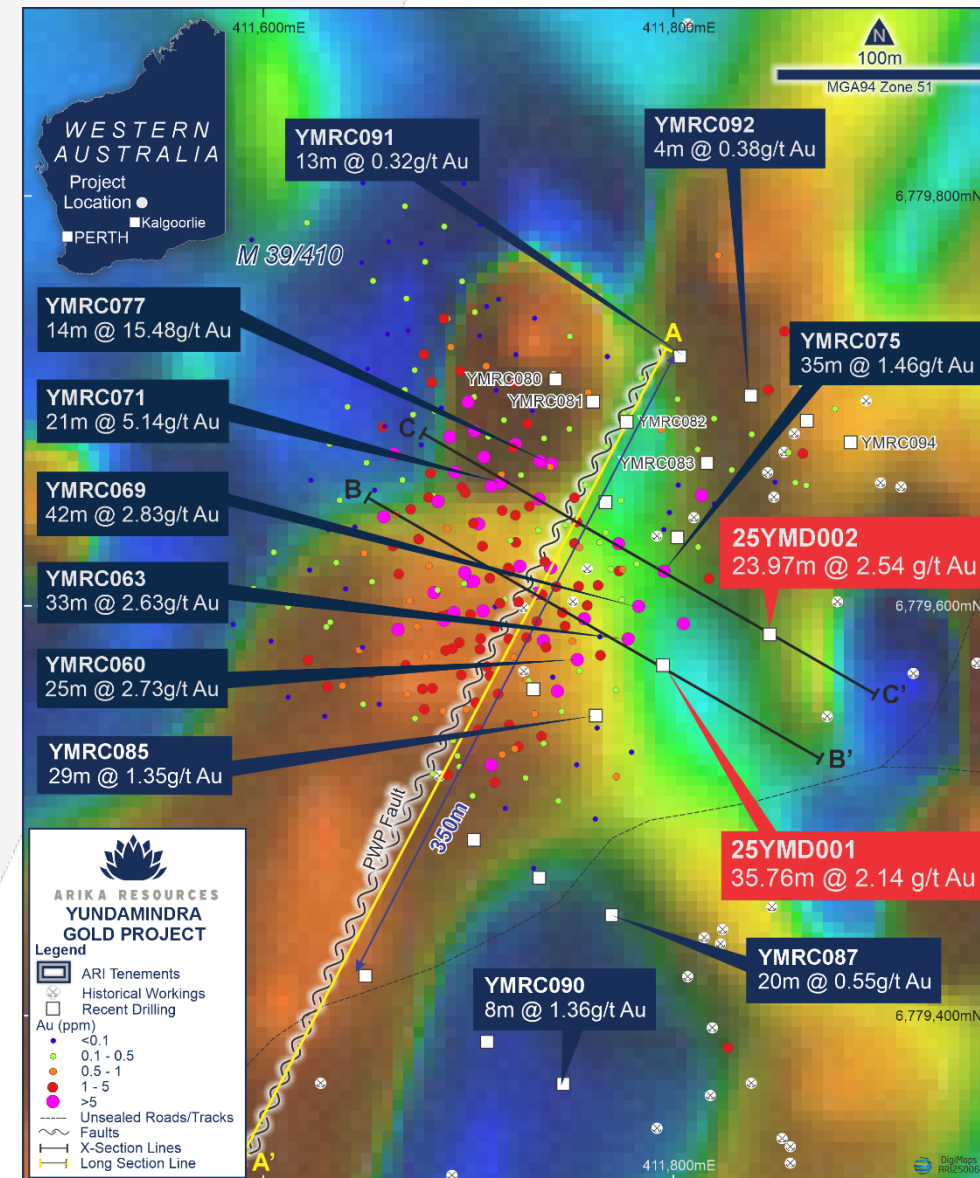 411,600mE
411,800mE
N
100m
MGA94 Zone 51
WESTERN
AUSTRALIA
Project
Location
Kalgoorlie
PERTH
M 39/410
YMRC091
13m @ 0.32g/t Au
YMRC092
4m @ 0.38g/t Au
6,779,800mN
YMRC077
14m @ 15.48g/t Au
YMRC075
35m @ 1.46g/t Au
A
YMRC080
YMRC081
YMRC082
YMRC083
YMRC094
YMRC071
21m @ 5.14g/t Au
C
B
YMRC069
42m @ 2.83g/t Au
25YMD002
23.97m @ 2.54 g/t Au
YMRC063
33m @ 2.63g/t Au
6,779,600mN
YMRC060
25m @ 2.73g/t Au
C'
B'
YMRC085
29m @ 1.35g/t Au
PWP Fault
350m
25YMD001
35.76m @ 2.14 g/t Au
YMRC087
20m @ 0.55g/t Au
YMRC090
8m @ 1.36g/t Au
6,779,400mN
ARIKA RESOURCES
YUNDAMINDRA
GOLD PROJECT
Legend
ARI Tenements
Historical Workings
Recent Drilling
Au (ppm)
<0.1
0.1 - 0.5
0.5 - 1
1 - 5
>5
Unsealed Roads/Tracks
Faults
X-Section Lines
Long Section Line
A'
411,800mE
DigiMaps
ARI25006